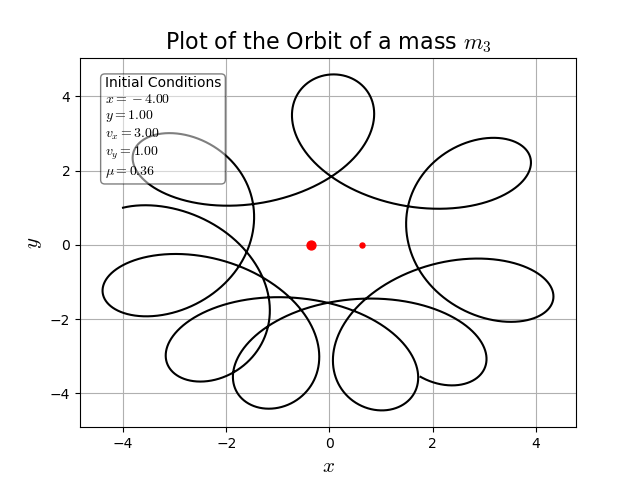 Plot of the Orbit of a mass m₃
Initial Conditions
x = −4.00
y = 1.00
vₓ = 3.00
v_y = 1.00
μ = 0.36
4
2
0
−2
−4
y
−4
−2
0
2
4
x